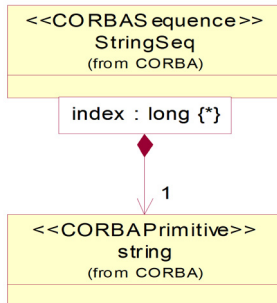 <<CORBASequence>>
StringSeq
(from CORBA)
index : long {*}
1
<<CORBAPrimitive>>
string
(from CORBA)